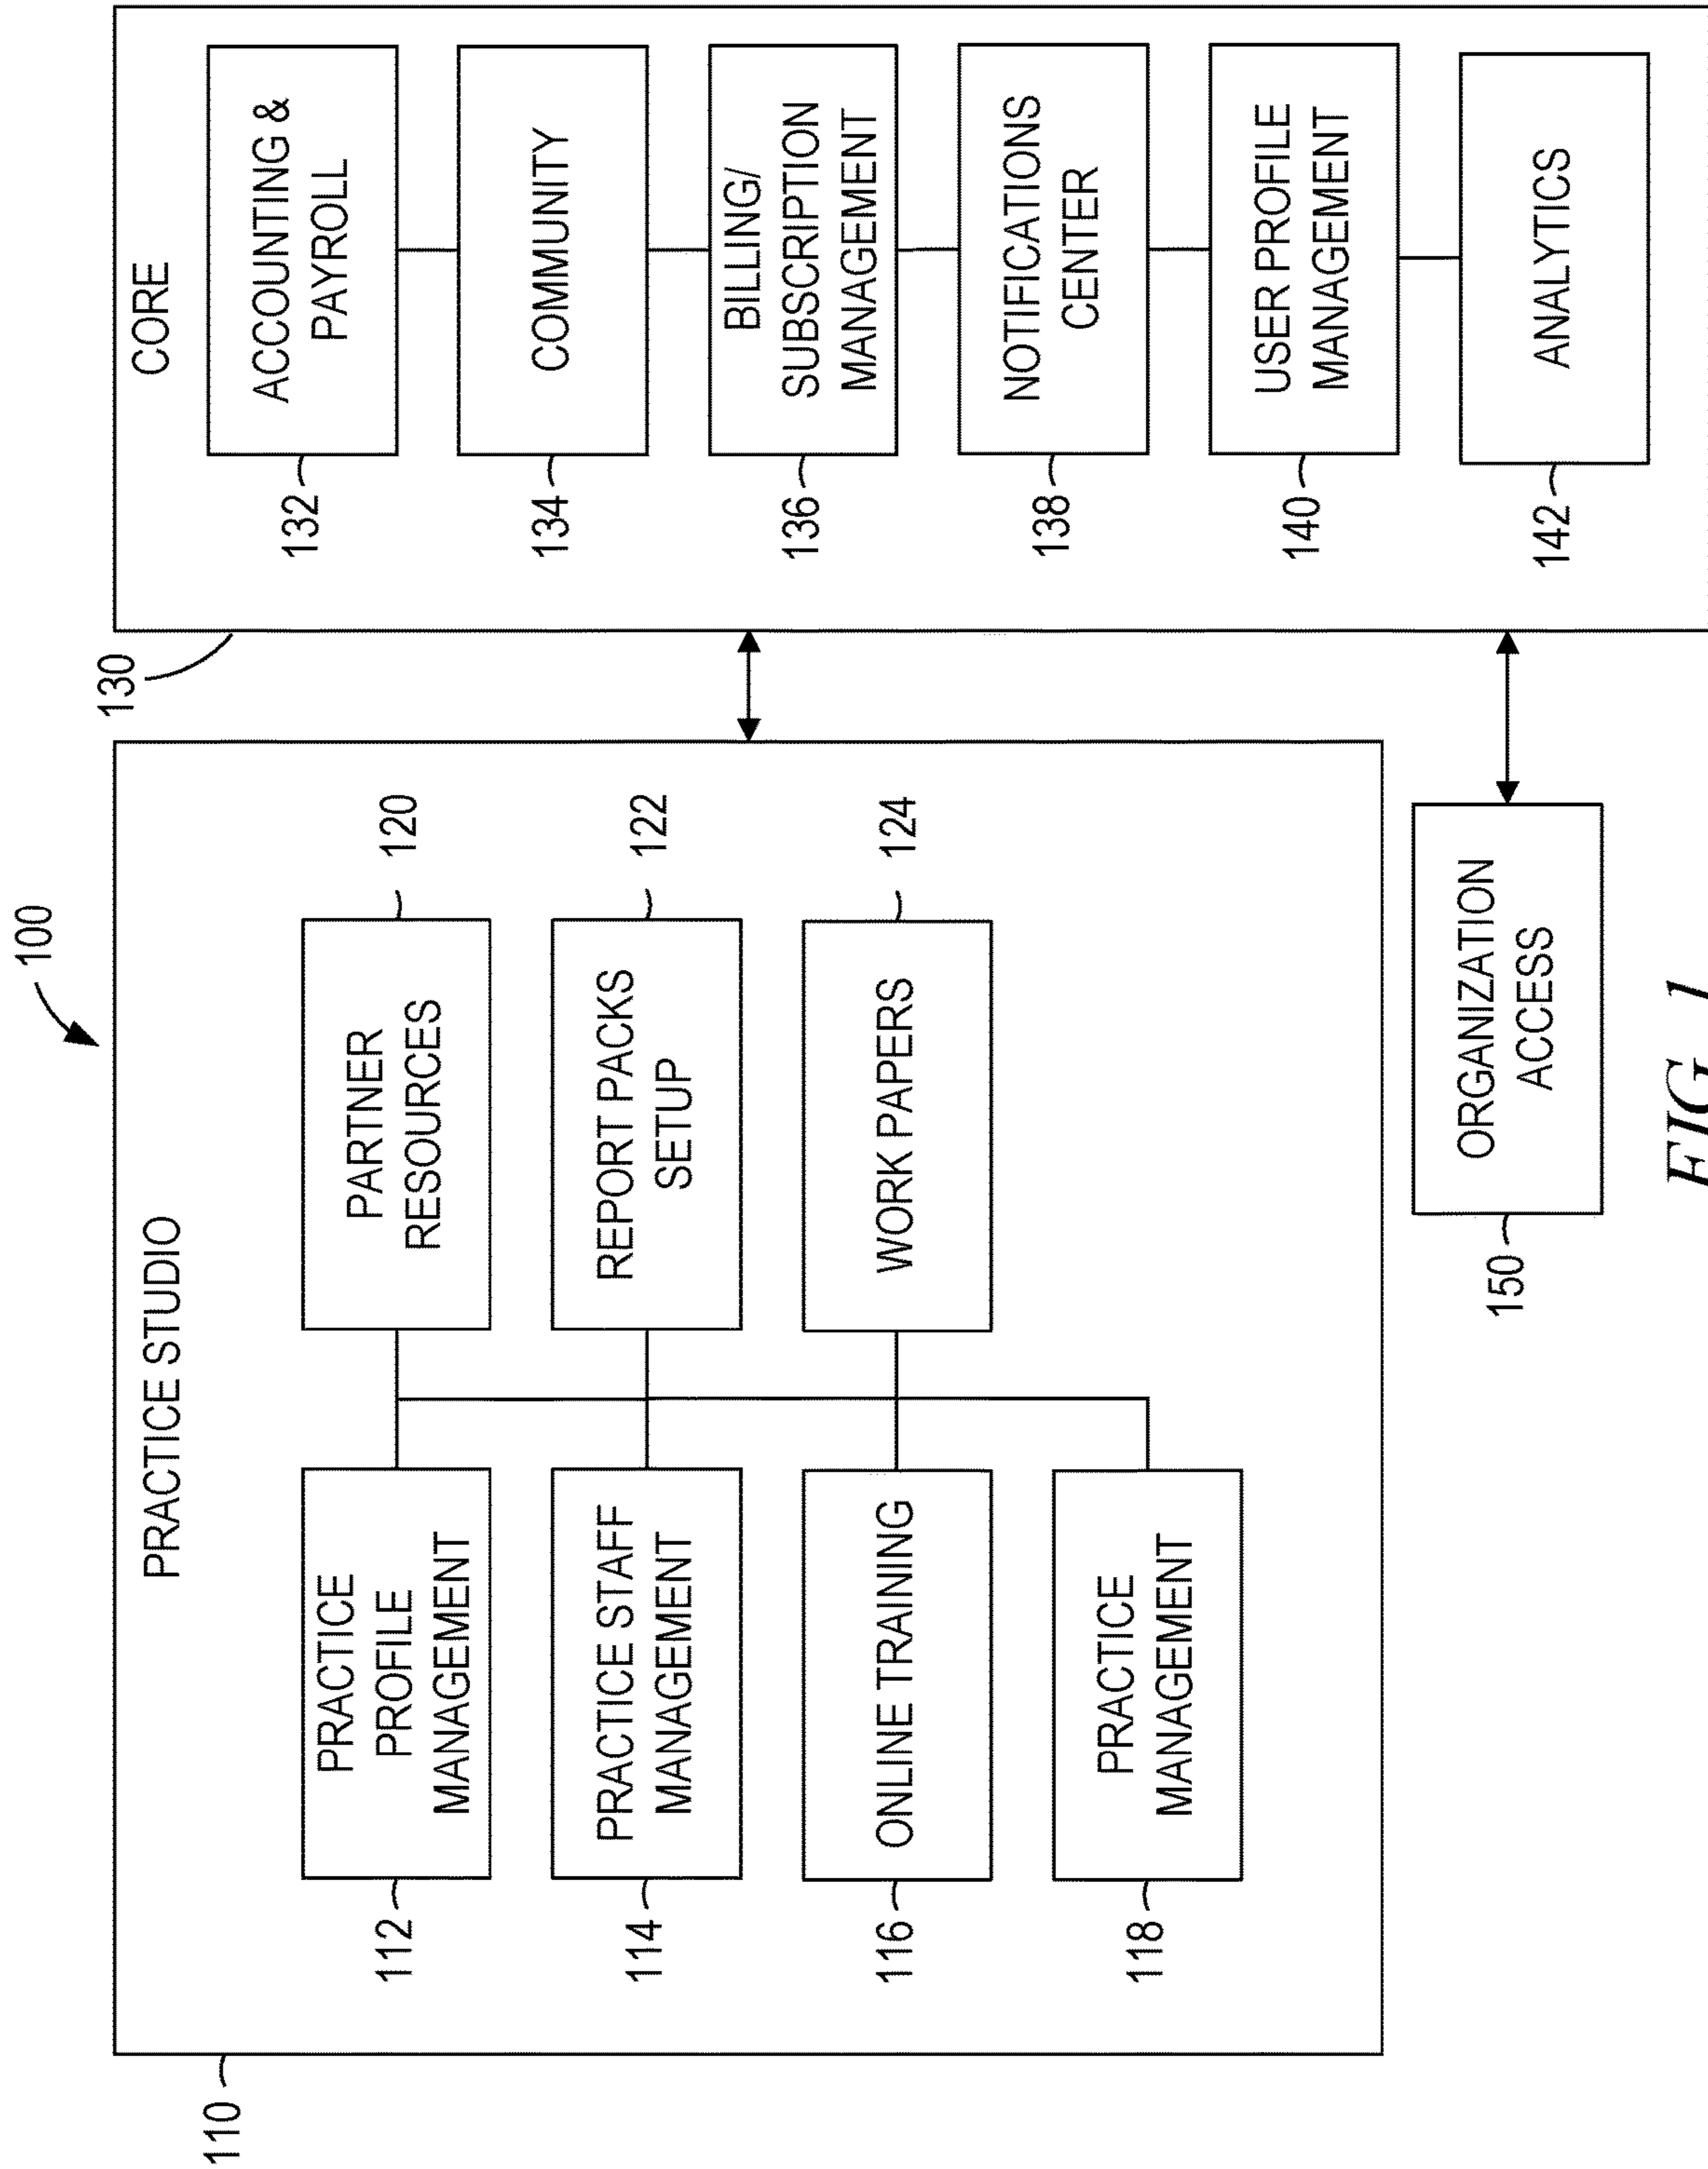 100
PRACTICE STUDIO
110
112
PRACTICE
PROFILE
MANAGEMENT
114
PRACTICE STAFF
MANAGEMENT
116
ONLINE TRAINING
118
PRACTICE
MANAGEMENT
PARTNER
RESOURCES
120
REPORT PACKS
SETUP
122
WORK PAPERS
124
130
CORE
132
ACCOUNTING &
PAYROLL
134
COMMUNITY
136
BILLING/
SUBSCRIPTION
MANAGEMENT
138
NOTIFICATIONS
CENTER
140
USER PROFILE
MANAGEMENT
142
ANALYTICS
150
ORGANIZATION
ACCESS
FIG. 1